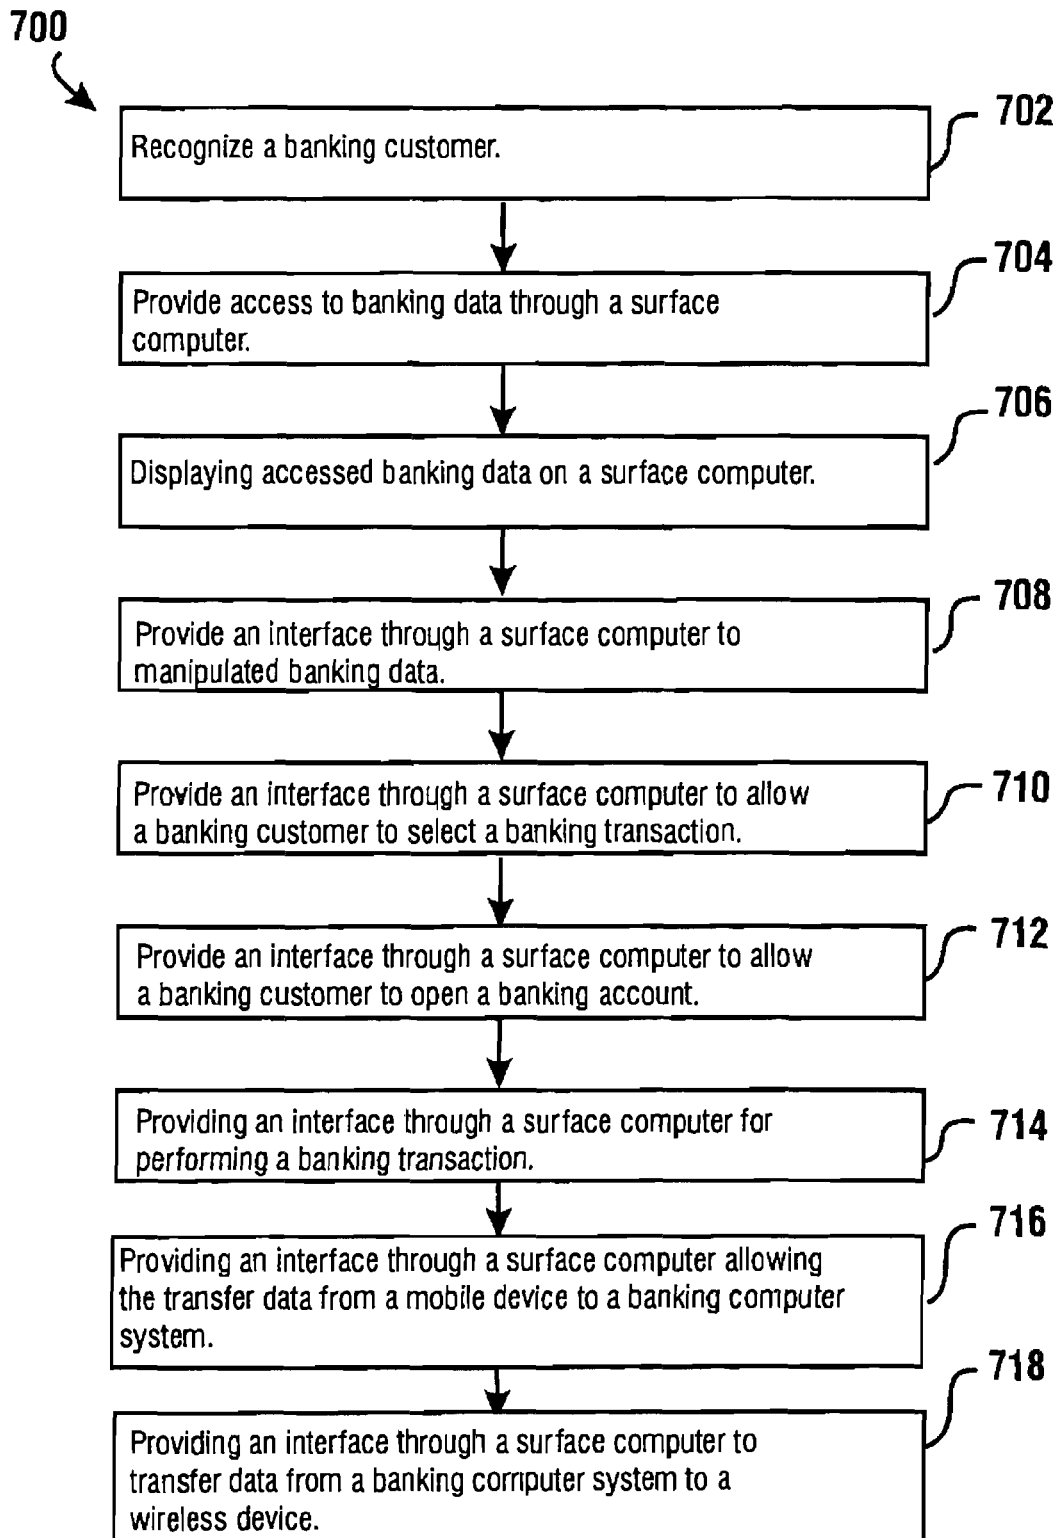 700
702
Recognize a banking customer.
704
Provide access to banking data through a surface
computer.
706
Displaying accessed banking data on a surface computer.
708
Provide an interface through a surface computer to
manipulated banking data.
710
Provide an interface through a surface computer to allow
a banking customer to select a banking transaction.
712
Provide an interface through a surface computer to allow
a banking customer to open a banking account.
714
Providing an interface through a surface computer for
performing a banking transaction.
716
Providing an interface through a surface computer allowing
the transfer data from a mobile device to a banking computer
system.
718
Providing an interface through a surface computer to
transfer data from a banking computer system to a
wireless device.